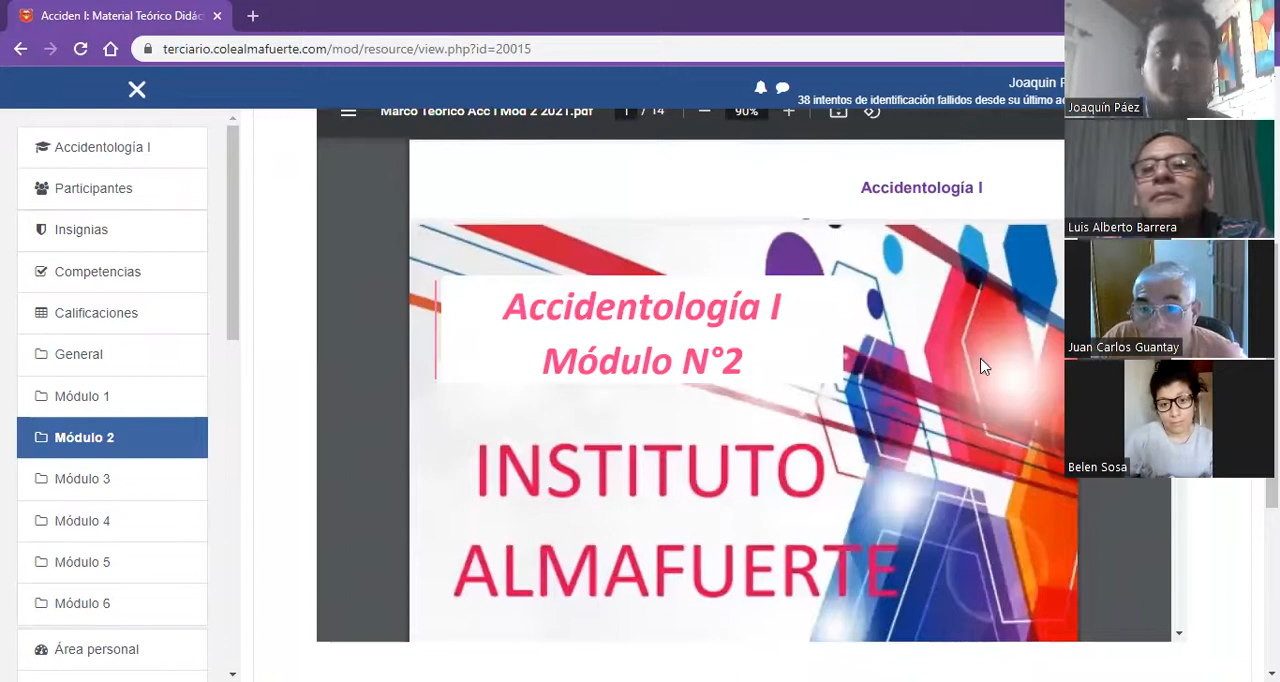 Acciden I: Material Teórico Didác
terciario.colealmafuerte.com/mod/resource/view.php?id=20015
Joaquin P
38 intentos de identificación fallidos desde su último ac
Marco Teorico Acc I Mod 2 2021.pdf 1 / 14 90%
Accidentología I
Participantes
Insignias
Competencias
Calificaciones
General
Módulo 1
Módulo 2
Módulo 3
Módulo 4
Módulo 5
Módulo 6
Área personal
Accidentología I
Accidentología I
Módulo N°2
INSTITUTO
ALMAFUERTE
Joaquín Páez
Luis Alberto Barrera
Juan Carlos Guantay
Belen Sosa